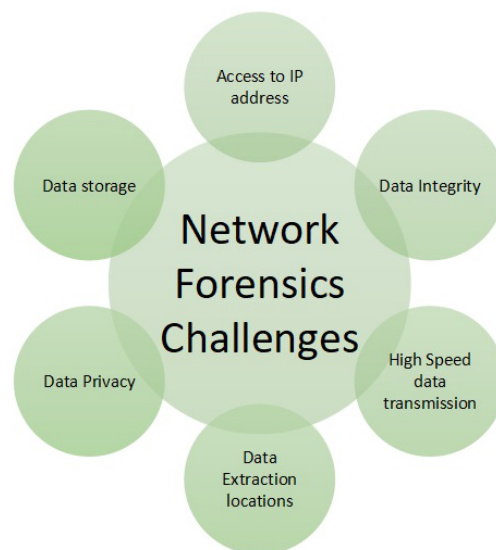 Access to IP
address
Data storage
Data Integrity
Network
Forensics
Challenges
Data Privacy
High Speed
data
transmission
Data
Extraction
locations